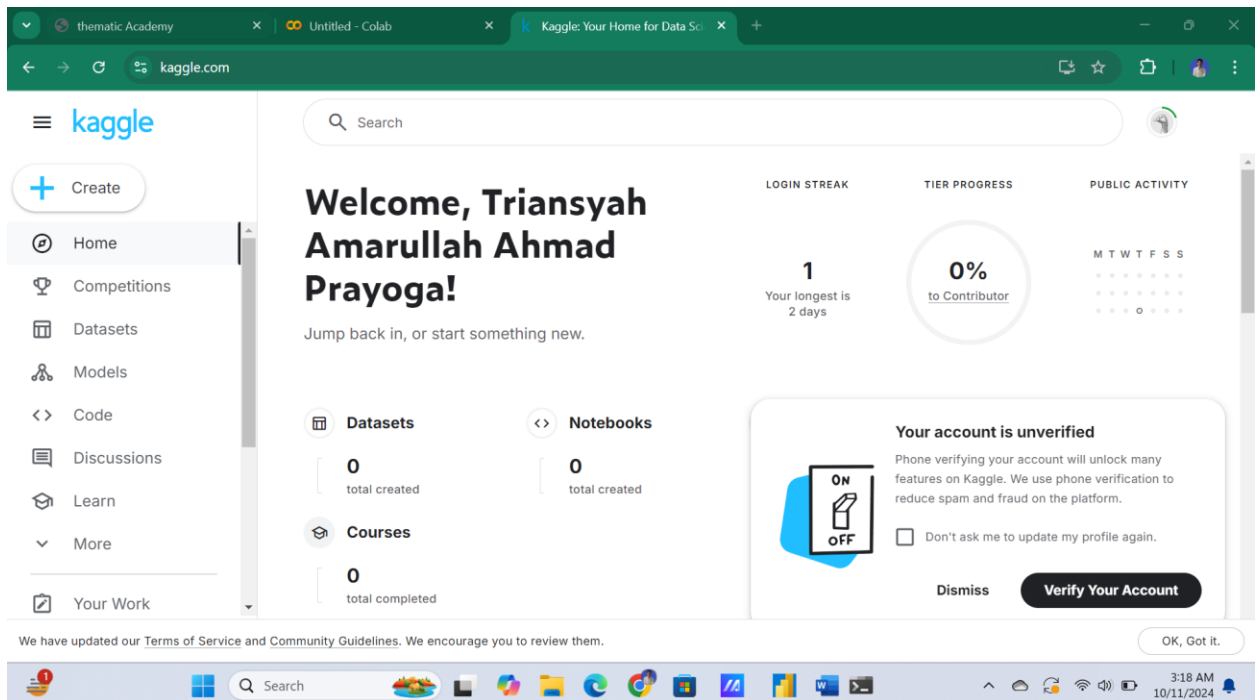 thematic Academy
Untitled - Colab
Kaggle: Your Home for Data Sci
kaggle.com
kaggle
Search
Create
Home
Competitions
Datasets
Models
Code
Discussions
Learn
More
Your Work
Welcome, Triansyah
Amarullah Ahmad
Prayoga!
Jump back in, or start something new.
LOGIN STREAK
1
Your longest is
2 days
TIER PROGRESS
0%
to Contributor
PUBLIC ACTIVITY
M T W T F S S
Datasets
0
total created
Notebooks
0
total created
Courses
0
total completed
ON
OFF
Your account is unverified
Phone verifying your account will unlock many
features on Kaggle. We use phone verification to
reduce spam and fraud on the platform.
Don't ask me to update my profile again.
Dismiss
Verify Your Account
We have updated our Terms of Service and Community Guidelines. We encourage you to review them.
OK, Got it.
1
Search
3:18 AM
10/11/2024